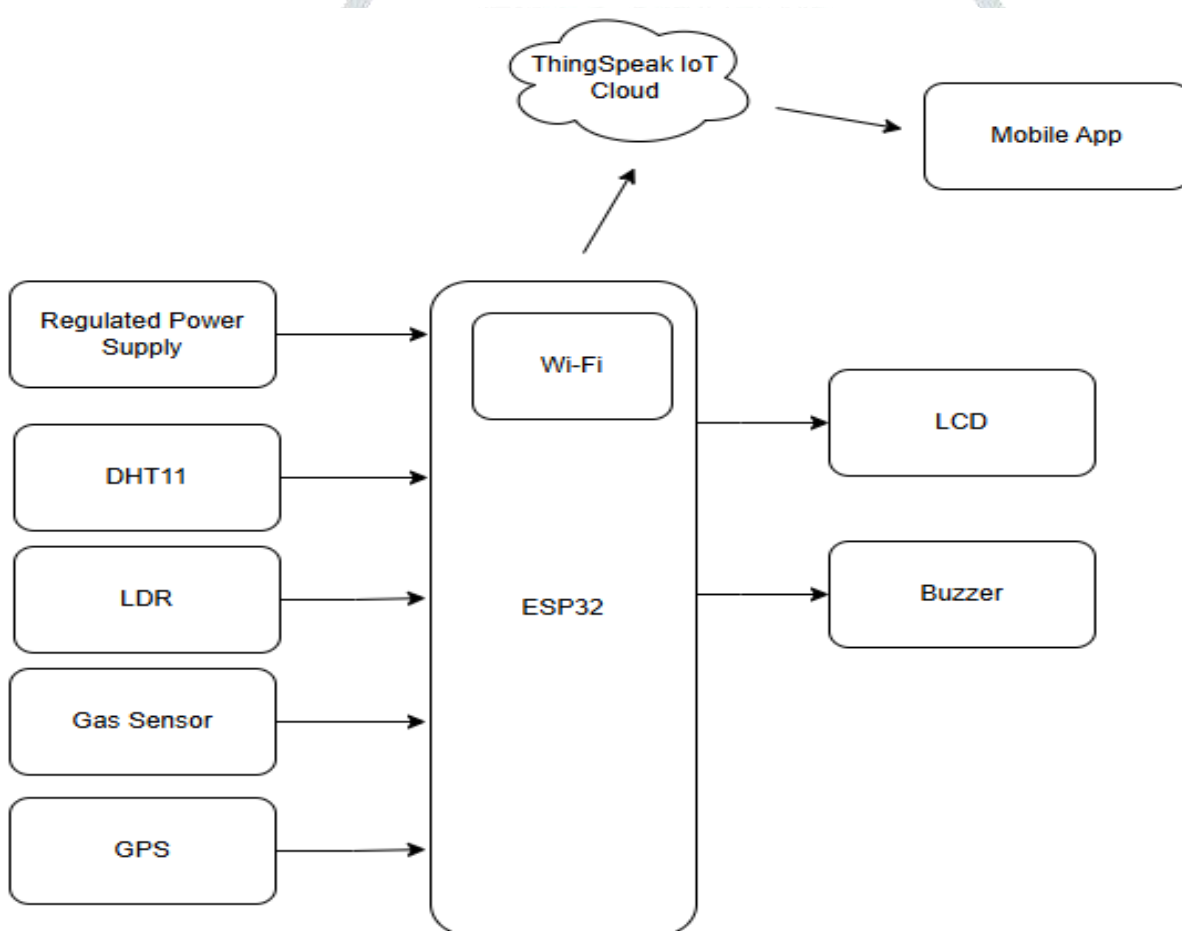 ThingSpeak IoT
Cloud
Mobile App
Regulated Power
Supply
Wi-Fi
DHT11
LCD
LDR
ESP32
Buzzer
Gas Sensor
GPS